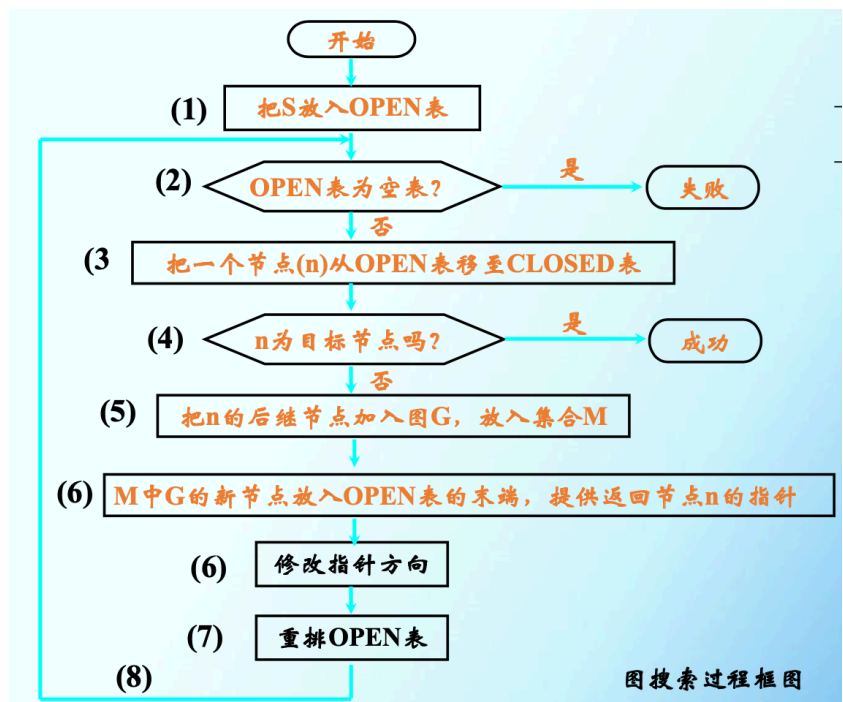 开始
(1) 把S放入OPEN表
(2) OPEN表为空表? 是 失败
否
(3 把一个节点(n)从OPEN表移至CLOSED表
(4) n为目标节点吗? 是 成功
否
(5) 把n的后继节点加入图G，放入集合M
(6) M中G的新节点放入OPEN表的末端，提供返回节点n的指针
(6) 修改指针方向
(7) 重排OPEN表
(8)
图搜索过程框图